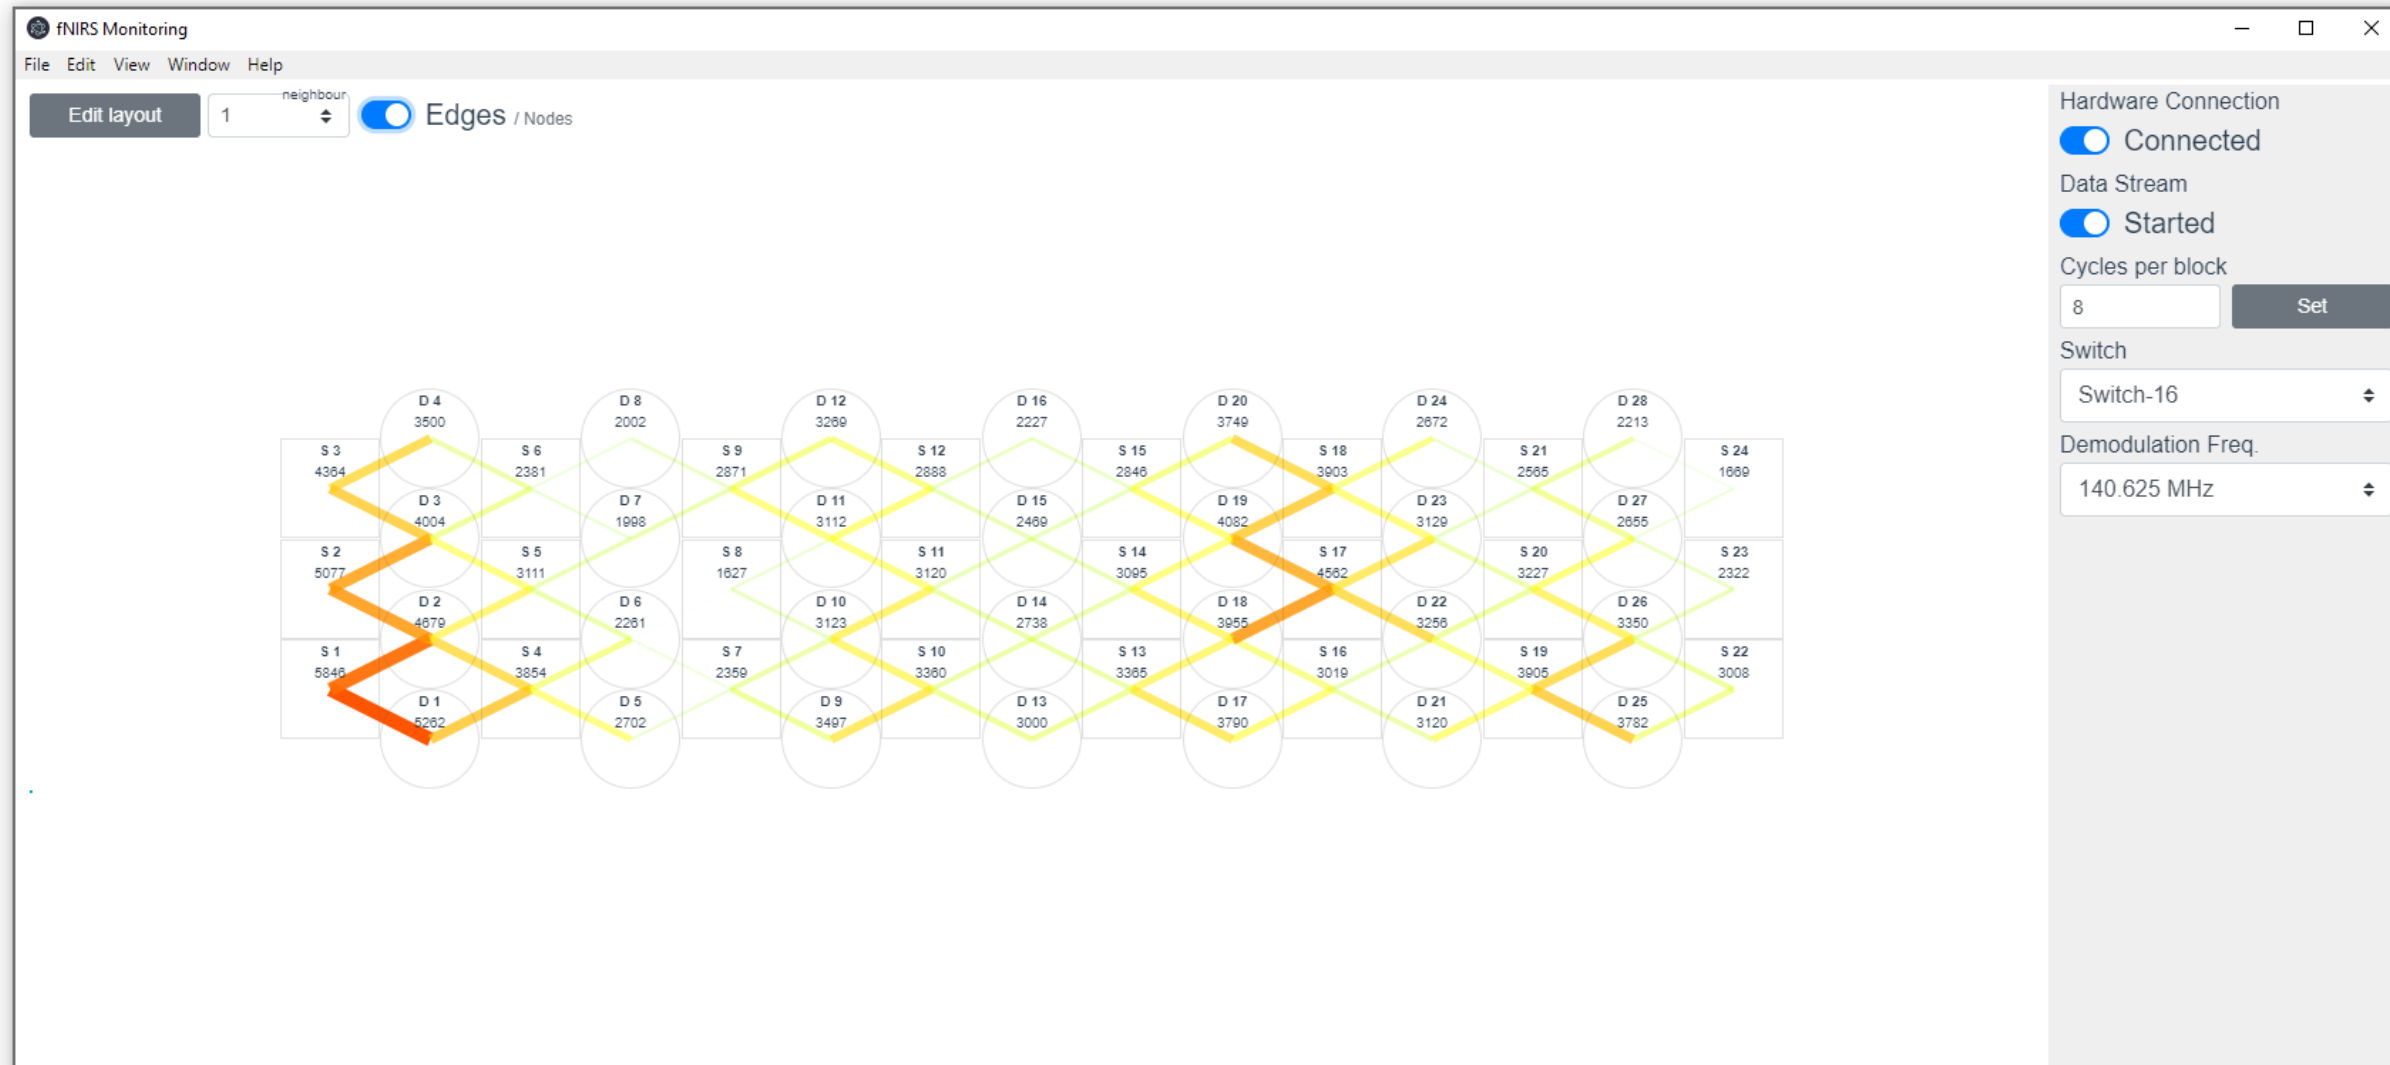 fNIRS Monitoring
File Edit View Window Help
Edit layout
neighbour
1
Edges / Nodes
Hardware Connection
Connected
Data Stream
Started
Cycles per block
8
Set
Switch
Switch-16
Demodulation Freq.
140.625 MHz
D 4 D 8 D 12 D 16 D 20 D 24 D 28
3500 2002 3269 2227 3749 2672 2213
S 3 S 6 S 9 S 12 S 15 S 18 S 21 S 24
4364 2381 2871 2888 2846 3903 2565 1669
D 3 D 7 D 11 D 15 D 19 D 23 D 27
4004 1998 3112 2469 4082 3129 2655
S 2 S 5 S 8 S 11 S 14 S 17 S 20 S 23
5077 3111 1627 3120 3095 4562 3227 2322
D 2 D 6 D 10 D 14 D 18 D 22 D 26
4679 2261 3123 2738 3955 3256 3350
S 1 S 4 S 7 S 10 S 13 S 16 S 19 S 22
5846 3854 2359 3360 3365 3019 3905 3008
D 1 D 5 D 9 D 13 D 17 D 21 D 25
5262 2702 3497 3000 3790 3120 3782